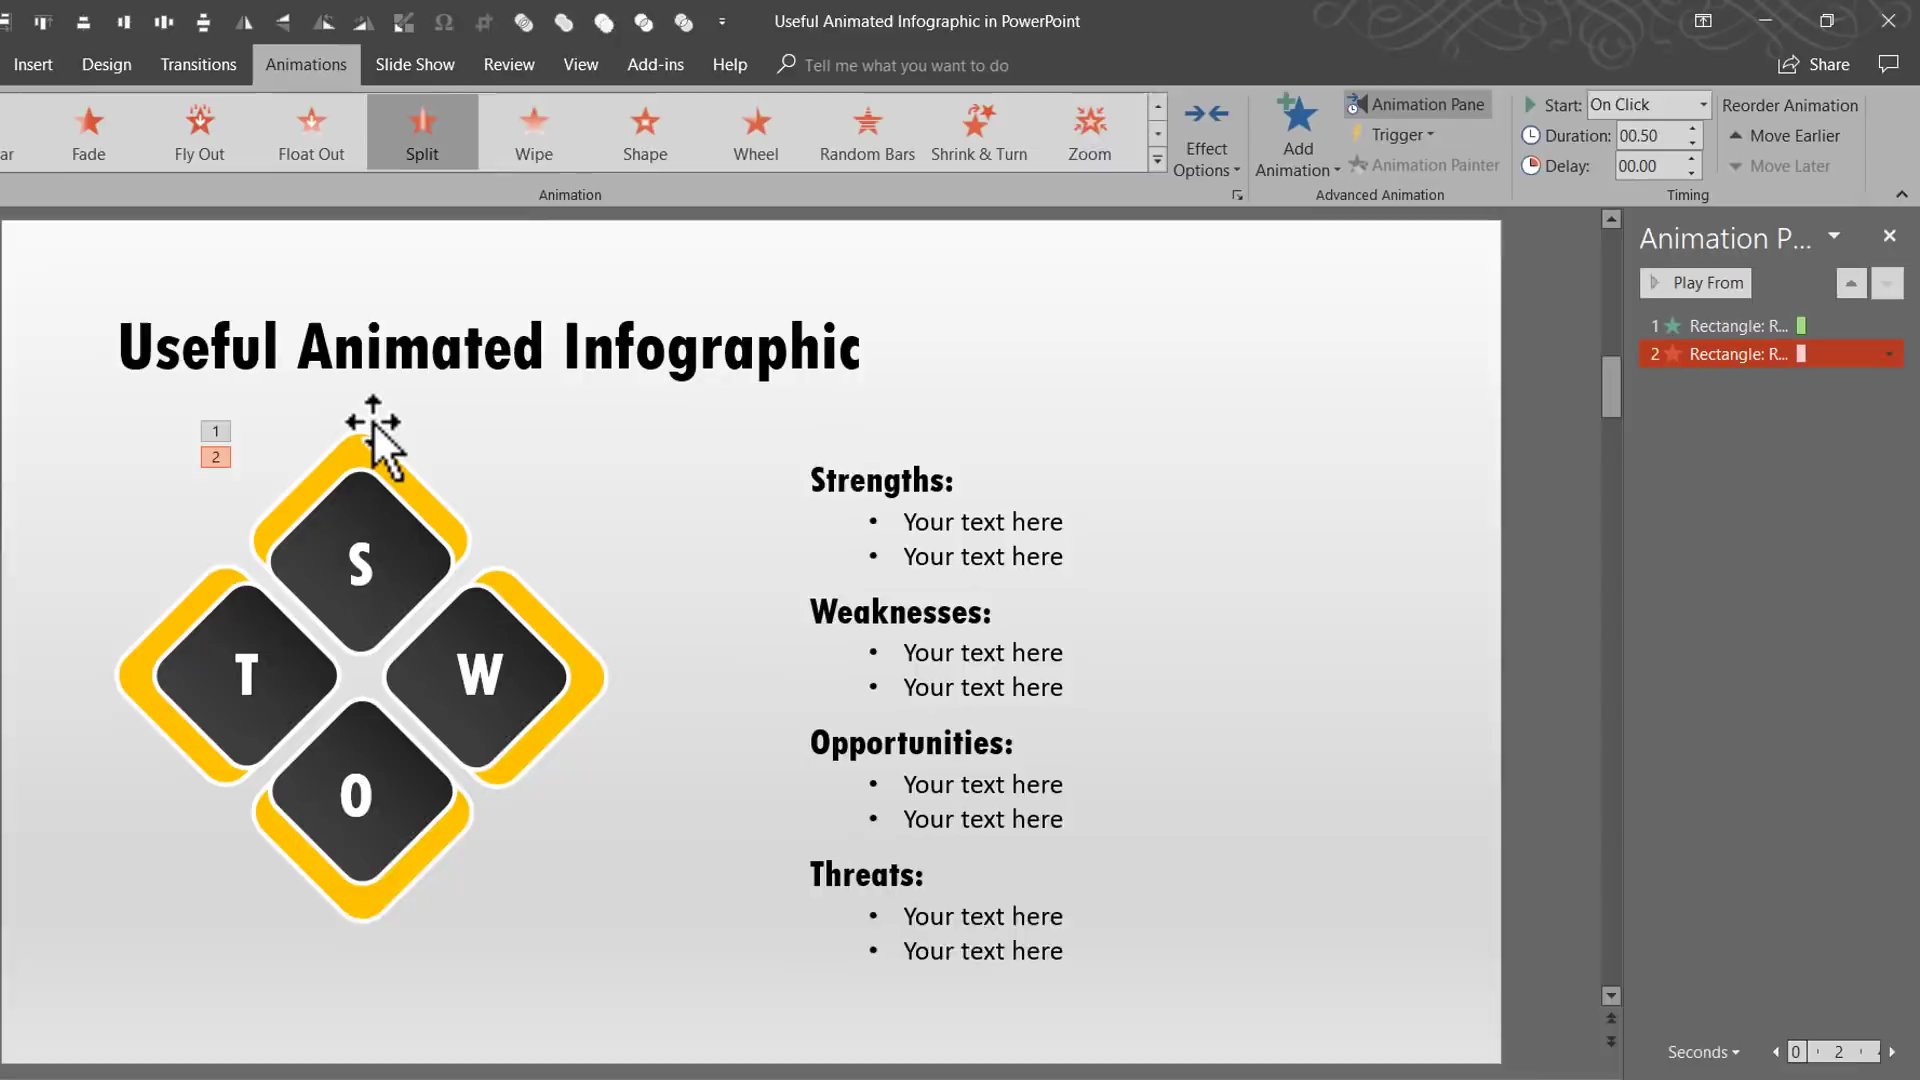 Useful Animated Infographic in PowerPoint
Insert Design Transitions Animations Slide Show Review View Add-ins Help Tell me what you want to do Share
ar Fade Fly Out Float Out Split Wipe Shape Wheel Random Bars Shrink & Turn Zoom
Effect Options
Add Animation
Animation Pane
Trigger
Animation Painter
Start: On Click
Duration: 00.50
Delay: 00.00
Reorder Animation
Move Earlier
Move Later
Animation Advanced Animation Timing
Animation P...
Play From
1 Rectangle: R...
2 Rectangle: R...
Useful Animated Infographic
1
2
S
T
W
O
Strengths:
• Your text here
• Your text here
Weaknesses:
• Your text here
• Your text here
Opportunities:
• Your text here
• Your text here
Threats:
• Your text here
• Your text here
Seconds 0 2